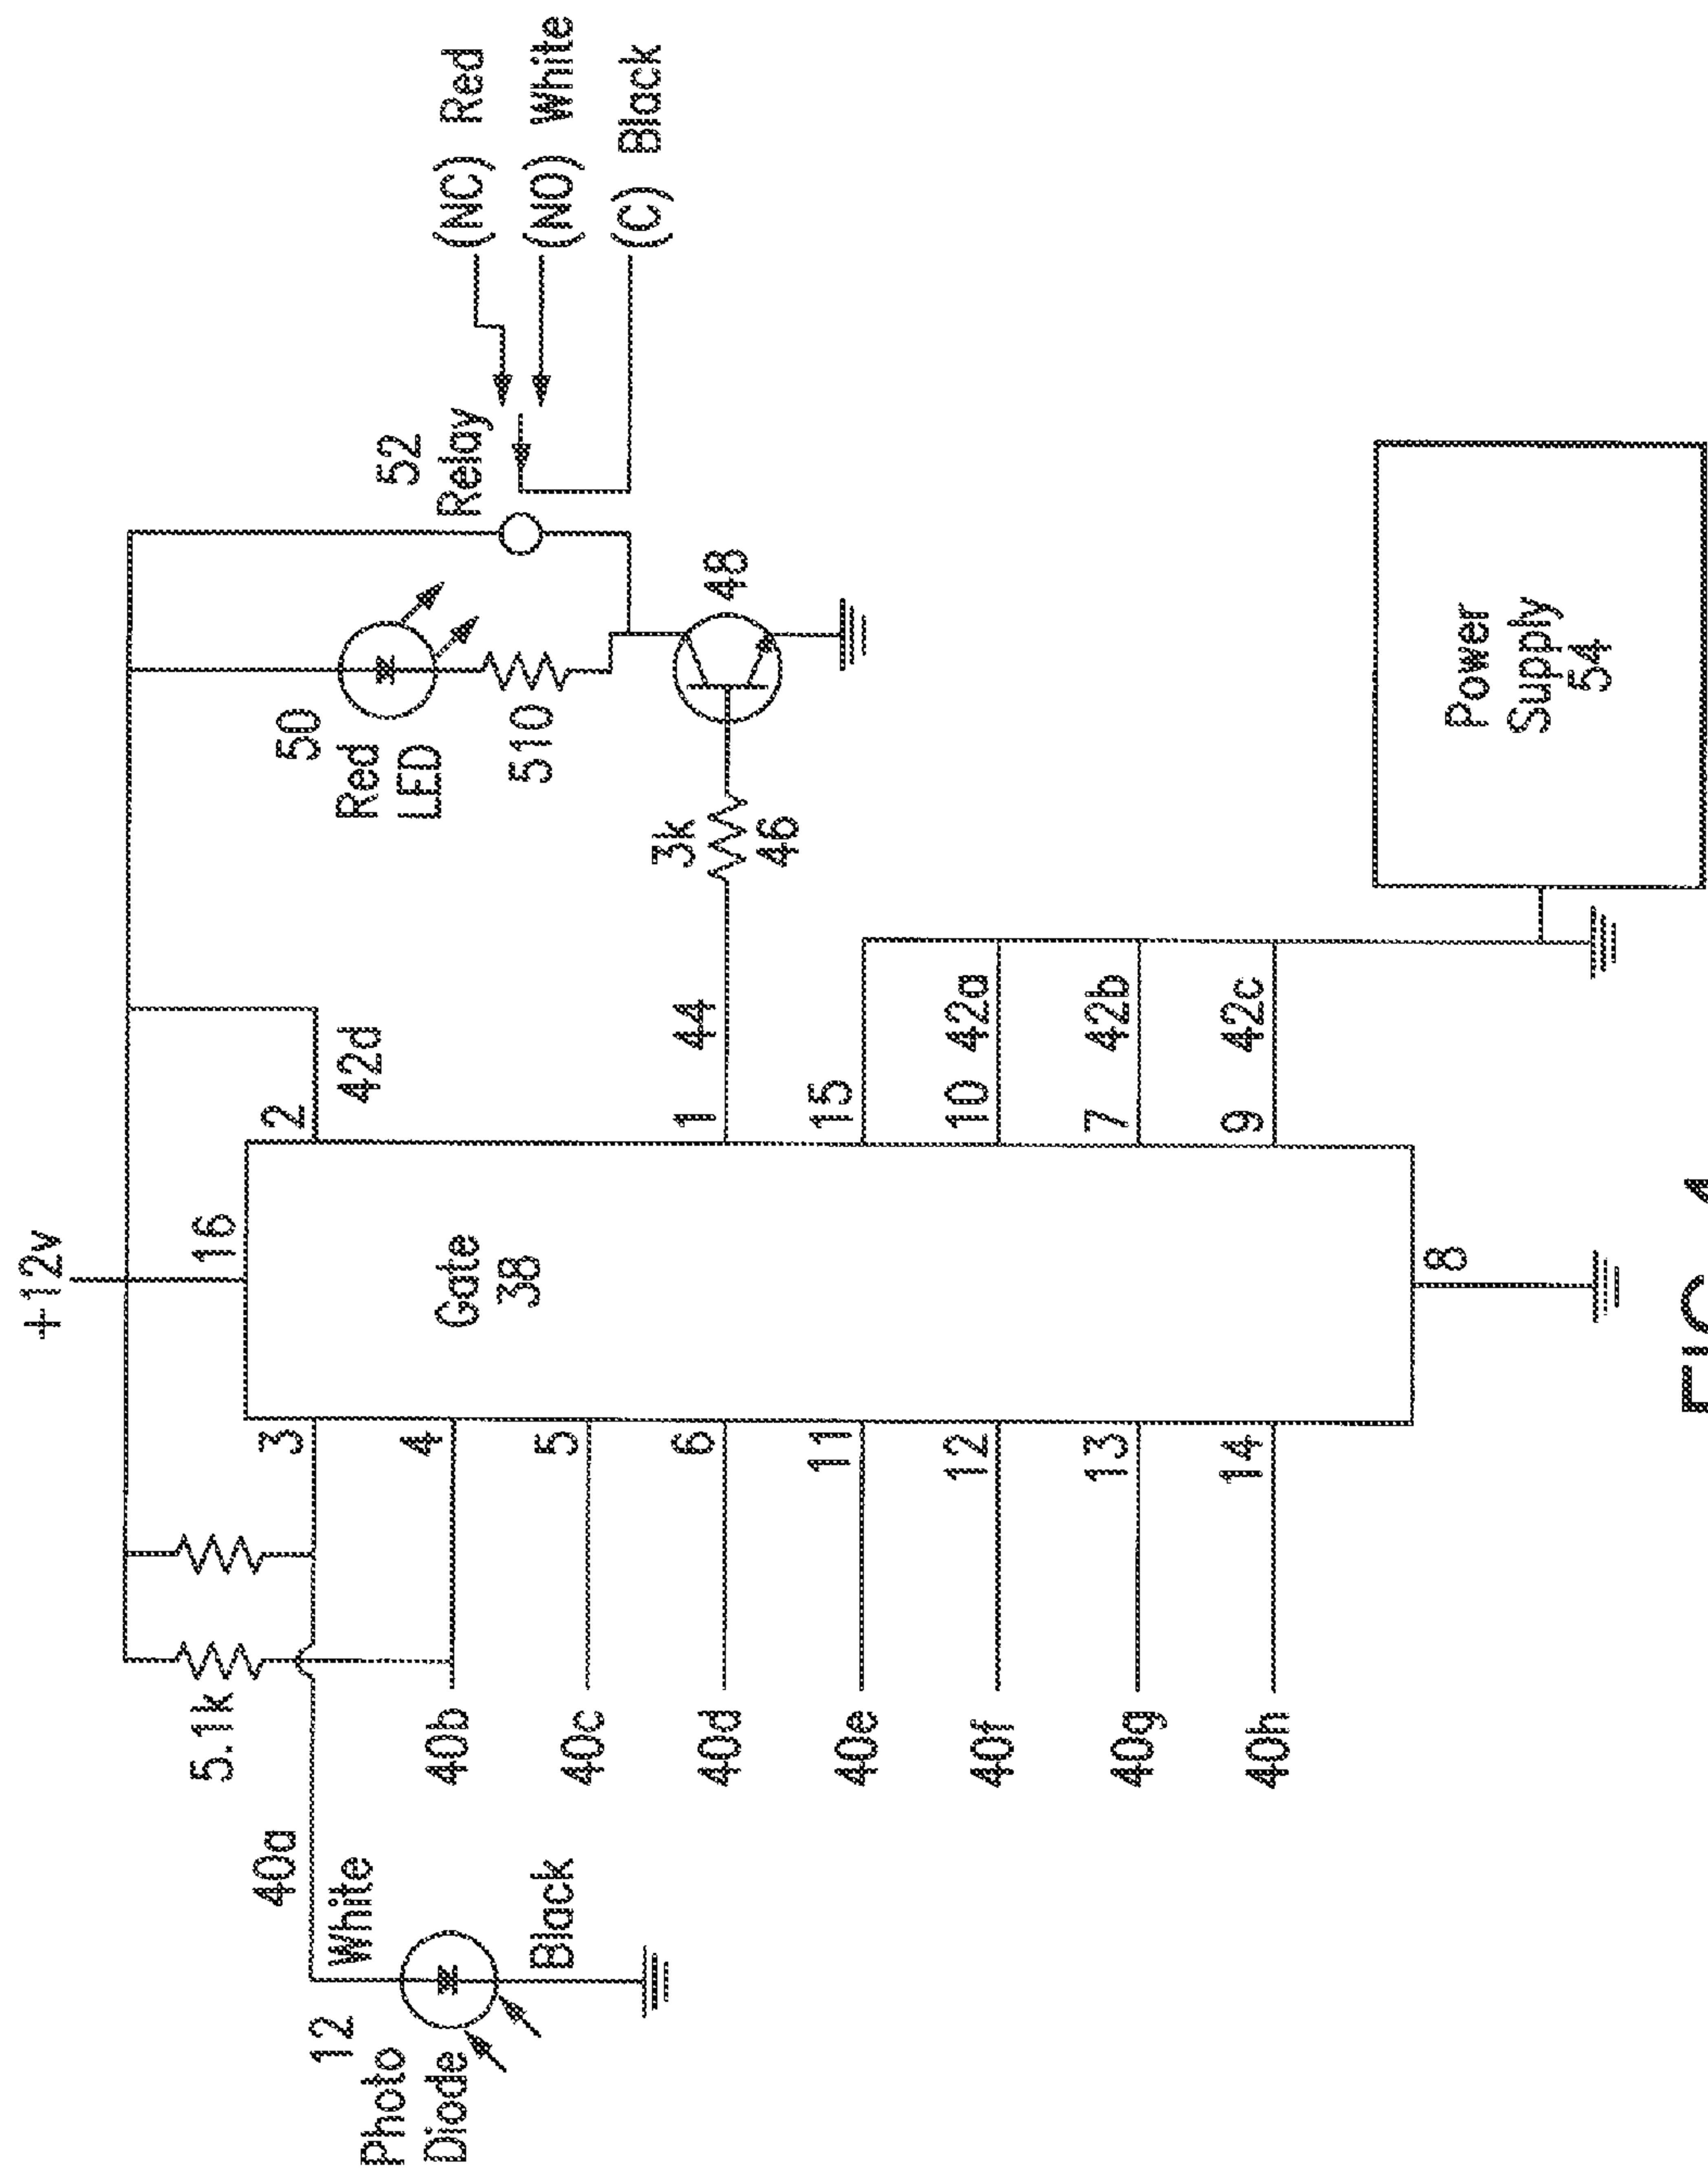 +12v
16
2
42d
Gate
38
3
4
5
6
11
12
13
14
1
44
15
10
42a
7
42b
9
42c
8
5.1k
40a
White
12
Photo
Diode
Black
40b
40c
40d
40e
40f
40g
40h
50
Red
LED
510
3k
46
48
52
Relay
(NC) Red
(NO) White
(C) Black
Power
Supply
54